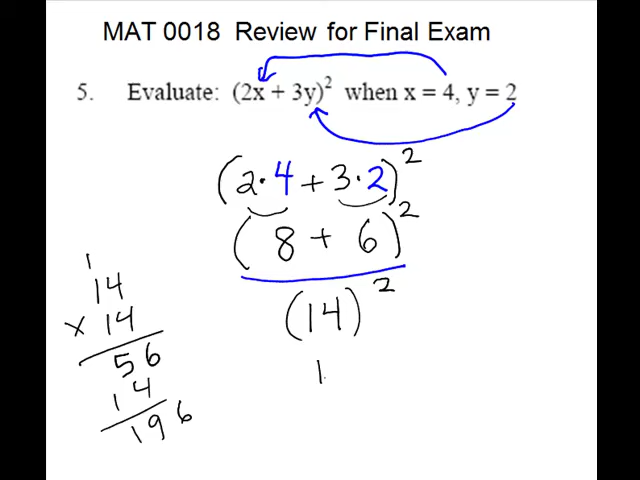 MAT 0018 Review for Final Exam
5. Evaluate: (2x + 3y)² when x = 4, y = 2
(2·4 + 3·2)²
(8 + 6)²
(14)²
1
1
14
x 14
56
14
196